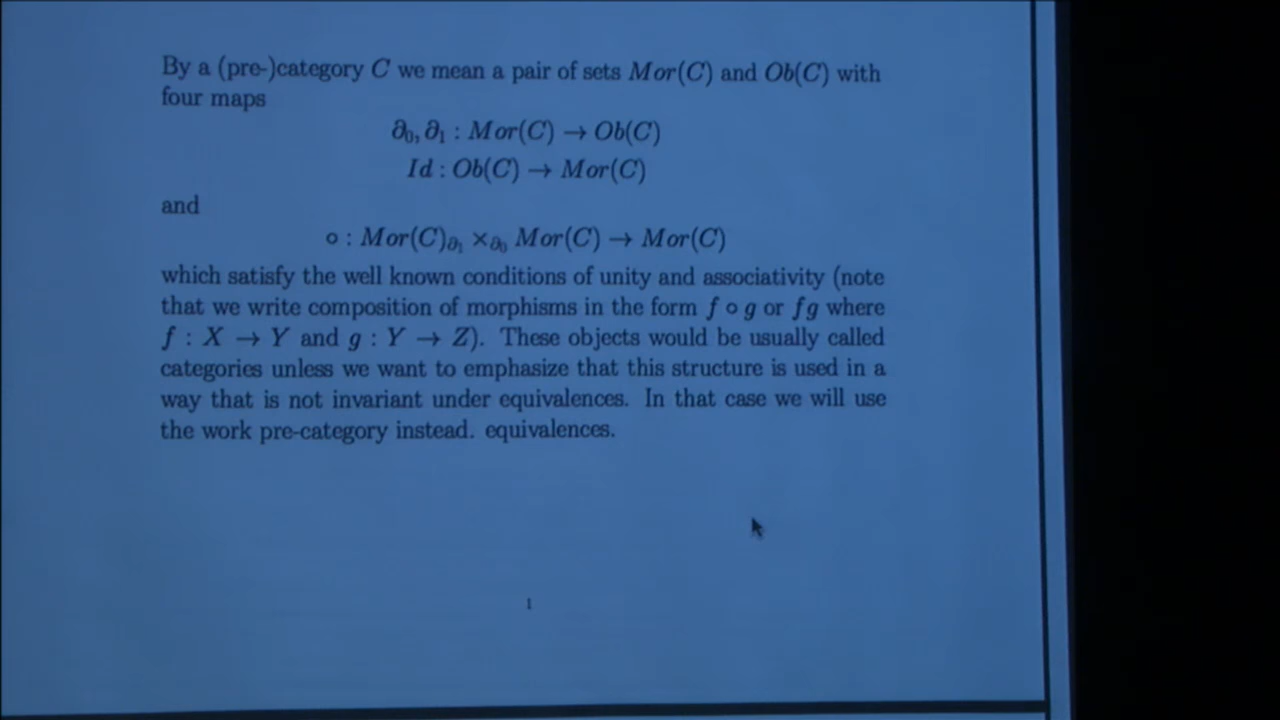 By a (pre-)category C we mean a pair of sets Mor(C) and Ob(C) with
four maps
∂₀, ∂₁ : Mor(C) → Ob(C)
Id : Ob(C) → Mor(C)
and
∘ : Mor(C)_{∂₁} ×_{∂₀} Mor(C) → Mor(C)
which satisfy the well known conditions of unity and associativity (note
that we write composition of morphisms in the form f ∘ g or fg where
f : X → Y and g : Y → Z). These objects would be usually called
categories unless we want to emphasize that this structure is used in a
way that is not invariant under equivalences. In that case we will use
the work pre-category instead. equivalences.
1